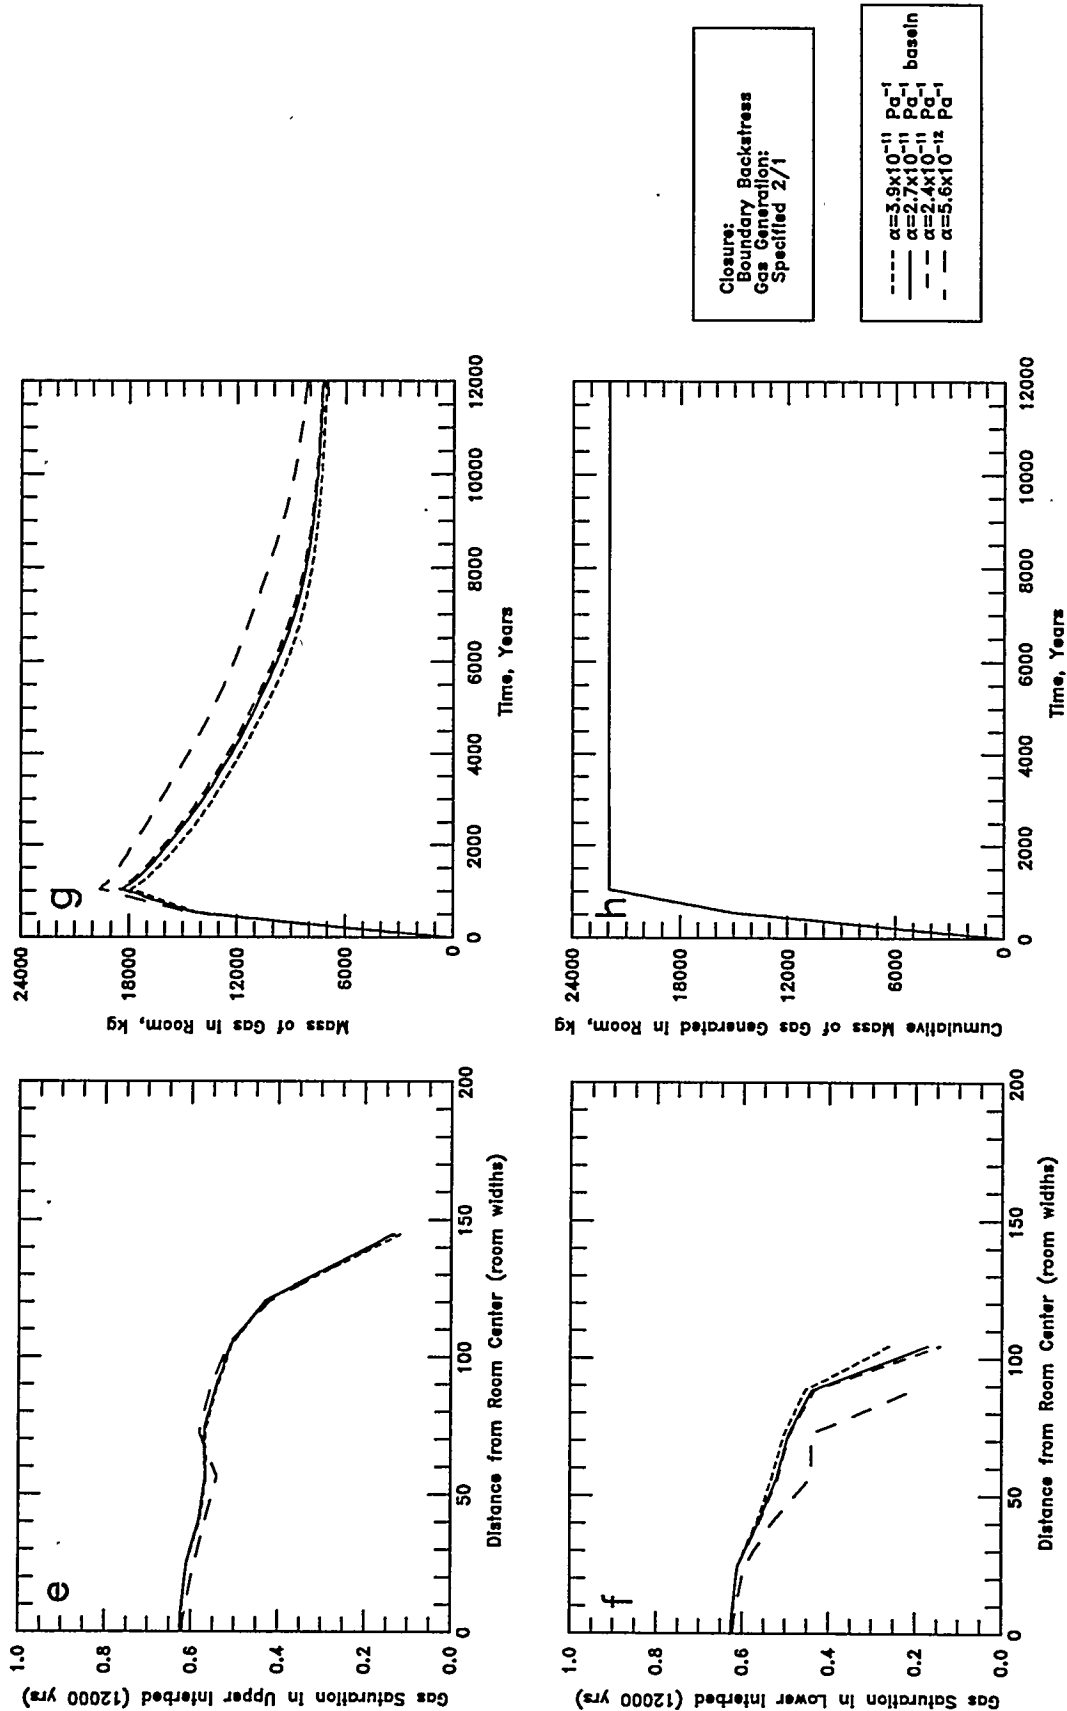 e
Gas Saturation in Upper Interbed (12000 yrs)
1.0
0.8
0.6
0.4
0.2
0.0
0
50
100
150
200
Distance from Room Center (room widths)
g
Mass of Gas in Room, kg
24000
18000
12000
6000
0
0
2000
4000
6000
8000
10000
12000
Time, Years
f
Gas Saturation in Lower Interbed (12000 yrs)
1.0
0.8
0.6
0.4
0.2
0.0
0
50
100
150
200
Distance from Room Center (room widths)
h
Cumulative Mass of Gas Generated in Room, kg
24000
18000
12000
6000
0
0
2000
4000
6000
8000
10000
12000
Time, Years
Closure:
Boundary Backstress
Gas Generation:
Specified 2/1
α=3.9x10⁻¹¹ Pa⁻¹
α=2.7x10⁻¹¹ Pa⁻¹ basein
α=2.4x10⁻¹¹ Pa⁻¹
α=5.6x10⁻¹² Pa⁻¹